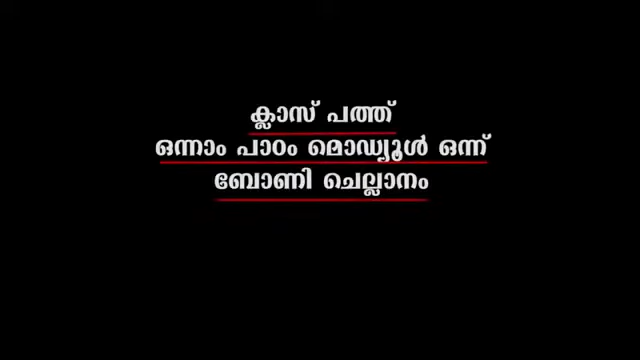 ക്ലാസ് പത്ത്
ഒന്നാം പാഠം മൊഡ്യൂൾ ഒന്ന്
ബോണി ചെല്ലാനം